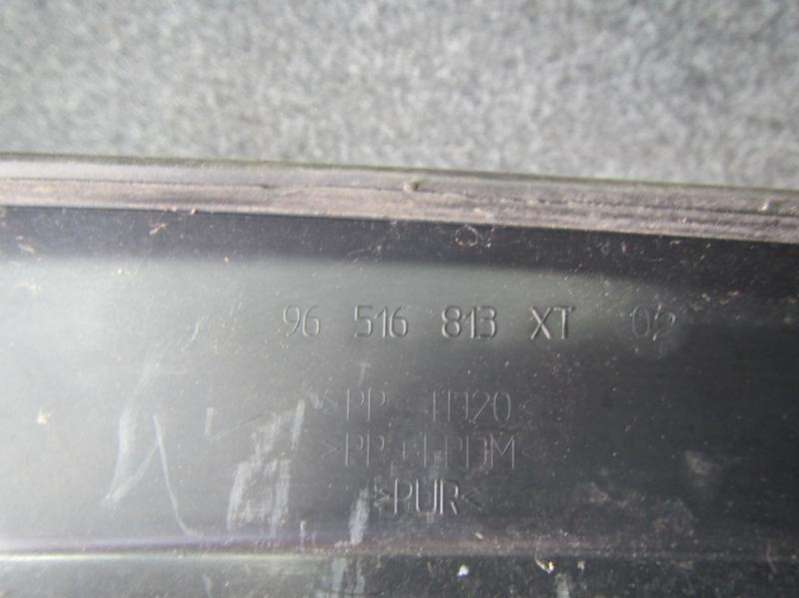 96 516 813 XT 02
>PP TD20<
>PP+EPDM<
>PUR<